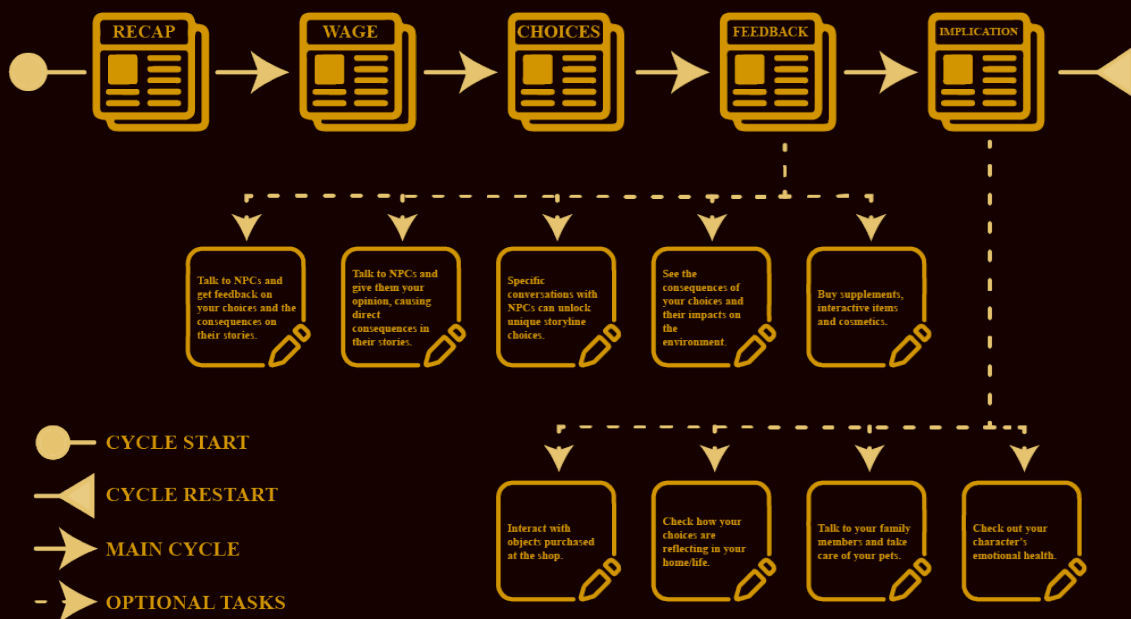 RECAP
WAGE
CHOICES
FEEDBACK
IMPLICATION
Talk to NPCs and
get feedback on
your choices and the
consequences on
their stories.
Talk to NPCs and
give them your
opinion, causing
direct
consequences in
their stories.
Specific
conversations with
NPCs can unlock
unique storyline
choices.
See the
consequences of
your choices and
their impacts on
the
environment.
Buy supplements,
interactive items
and cosmetics.
CYCLE START
CYCLE RESTART
MAIN CYCLE
OPTIONAL TASKS
Interact with
objects purchased
at the shop.
Check how your
choices are
reflecting in your
home/life.
Talk to your family
members and take
care of your pets.
Check out your
character's
emotional health.